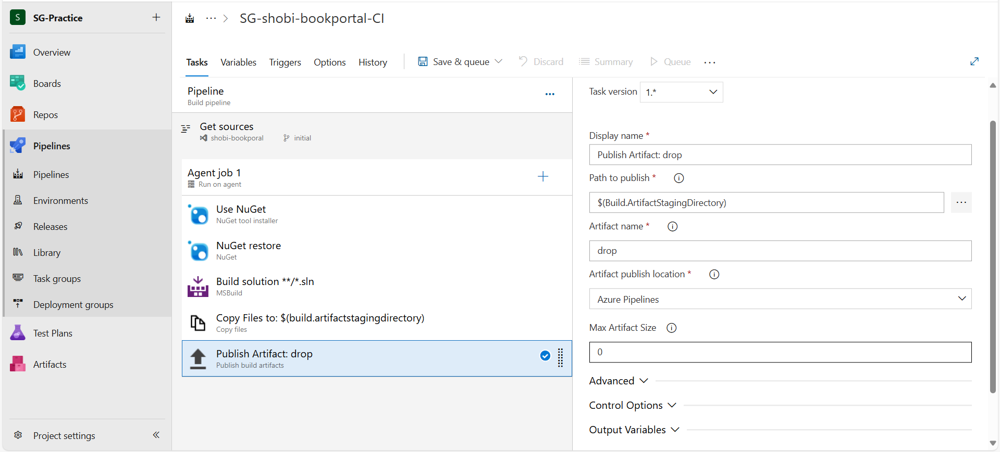 S SG-Practice +
Overview
Boards
Repos
Pipelines
Pipelines
Environments
Releases
Library
Task groups
Deployment groups
Test Plans
Artifacts
Project settings
... > SG-shobi-bookportal-CI
Tasks Variables Triggers Options History Save & queue Discard Summary Queue ...
Pipeline
Build pipeline
Get sources
shobi-bookporal initial
Agent job 1
Run on agent
Use NuGet
NuGet tool installer
NuGet restore
NuGet
Build solution **/*.sln
MSBuild
Copy Files to: $(build.artifactstagingdirectory)
Copy files
Publish Artifact: drop
Publish build artifacts
Task version 1.*
Display name *
Publish Artifact: drop
Path to publish *
$(Build.ArtifactStagingDirectory)
Artifact name *
drop
Artifact publish location *
Azure Pipelines
Max Artifact Size
0
Advanced
Control Options
Output Variables